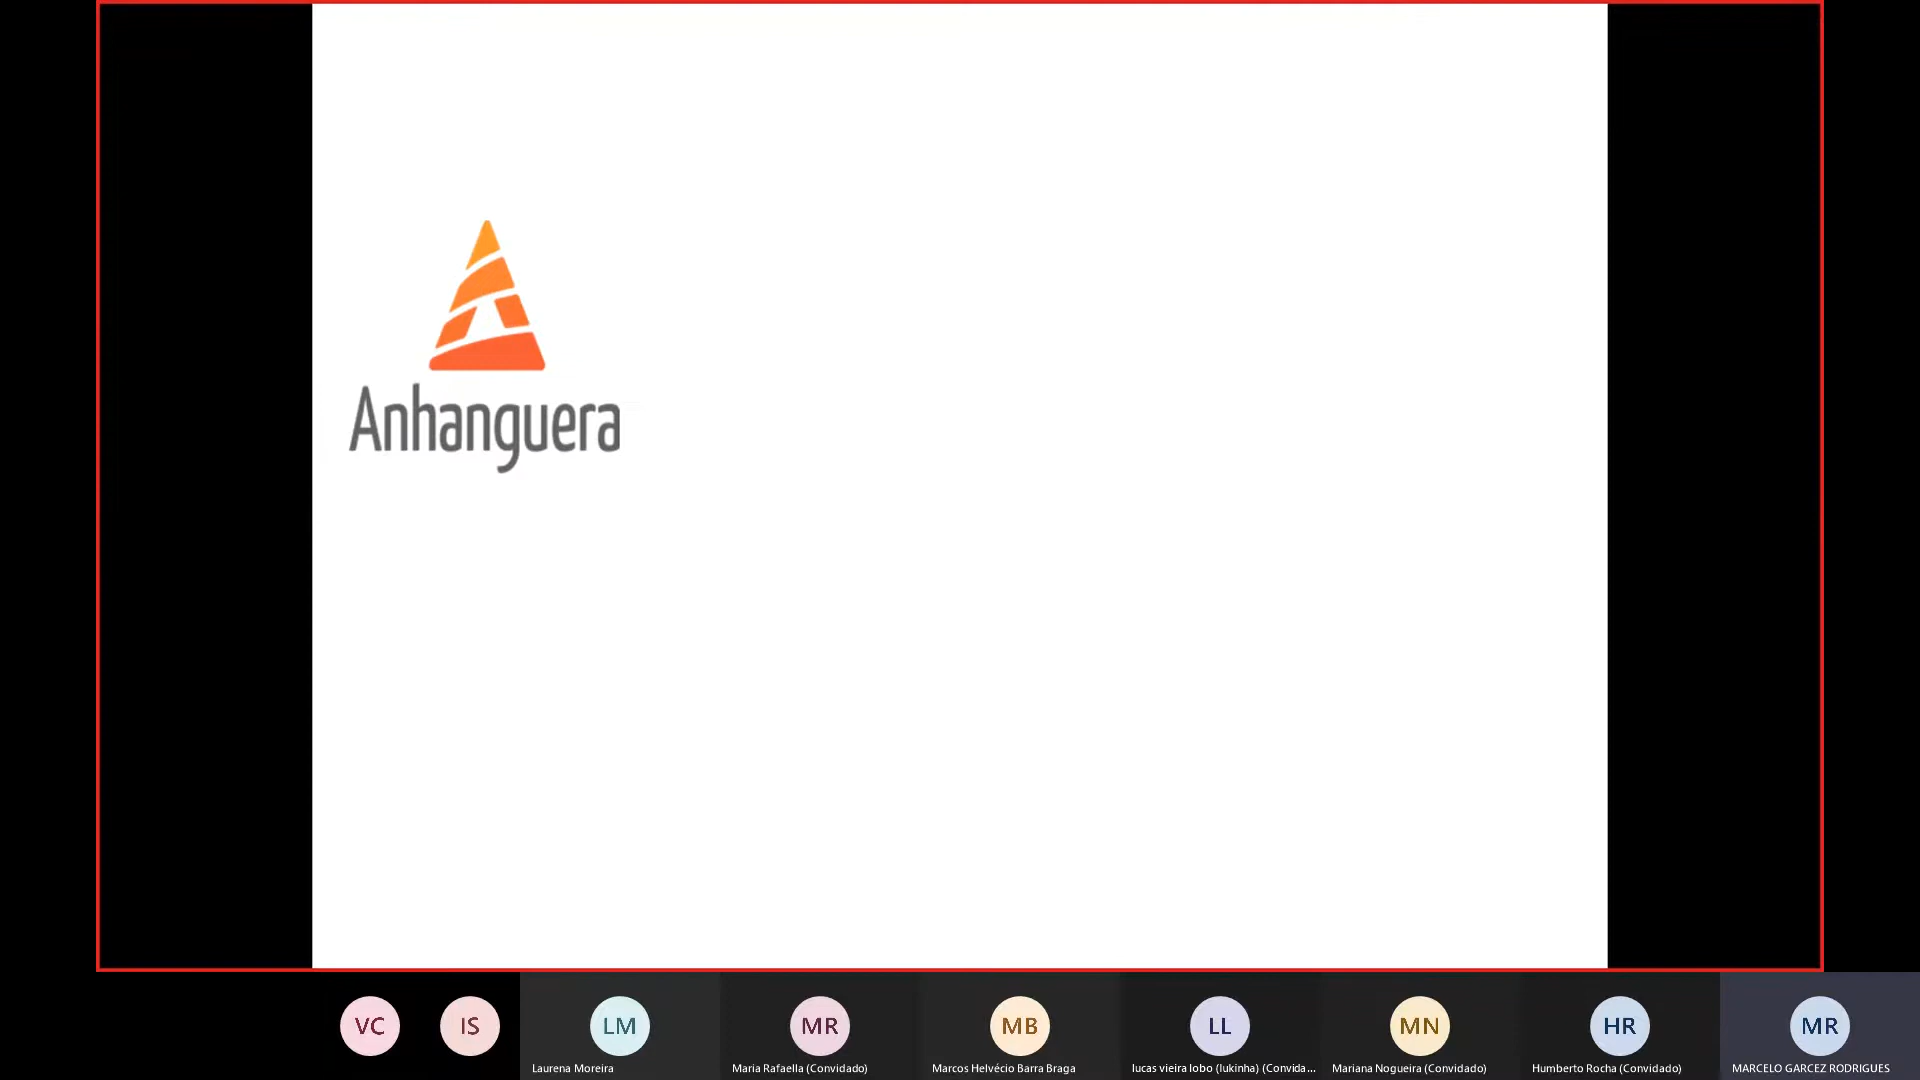 Anhanguera
VC
IS
LM
MR
MB
LL
MN
HR
MR
Laurena Moreira
Maria Rafaella (Convidado)
Marcos Helvécio Barra Braga
lucas vieira lobo (lukinha) (Convida...
Mariana Nogueira (Convidado)
Humberto Rocha (Convidado)
MARCELO GARCEZ RODRIGUES